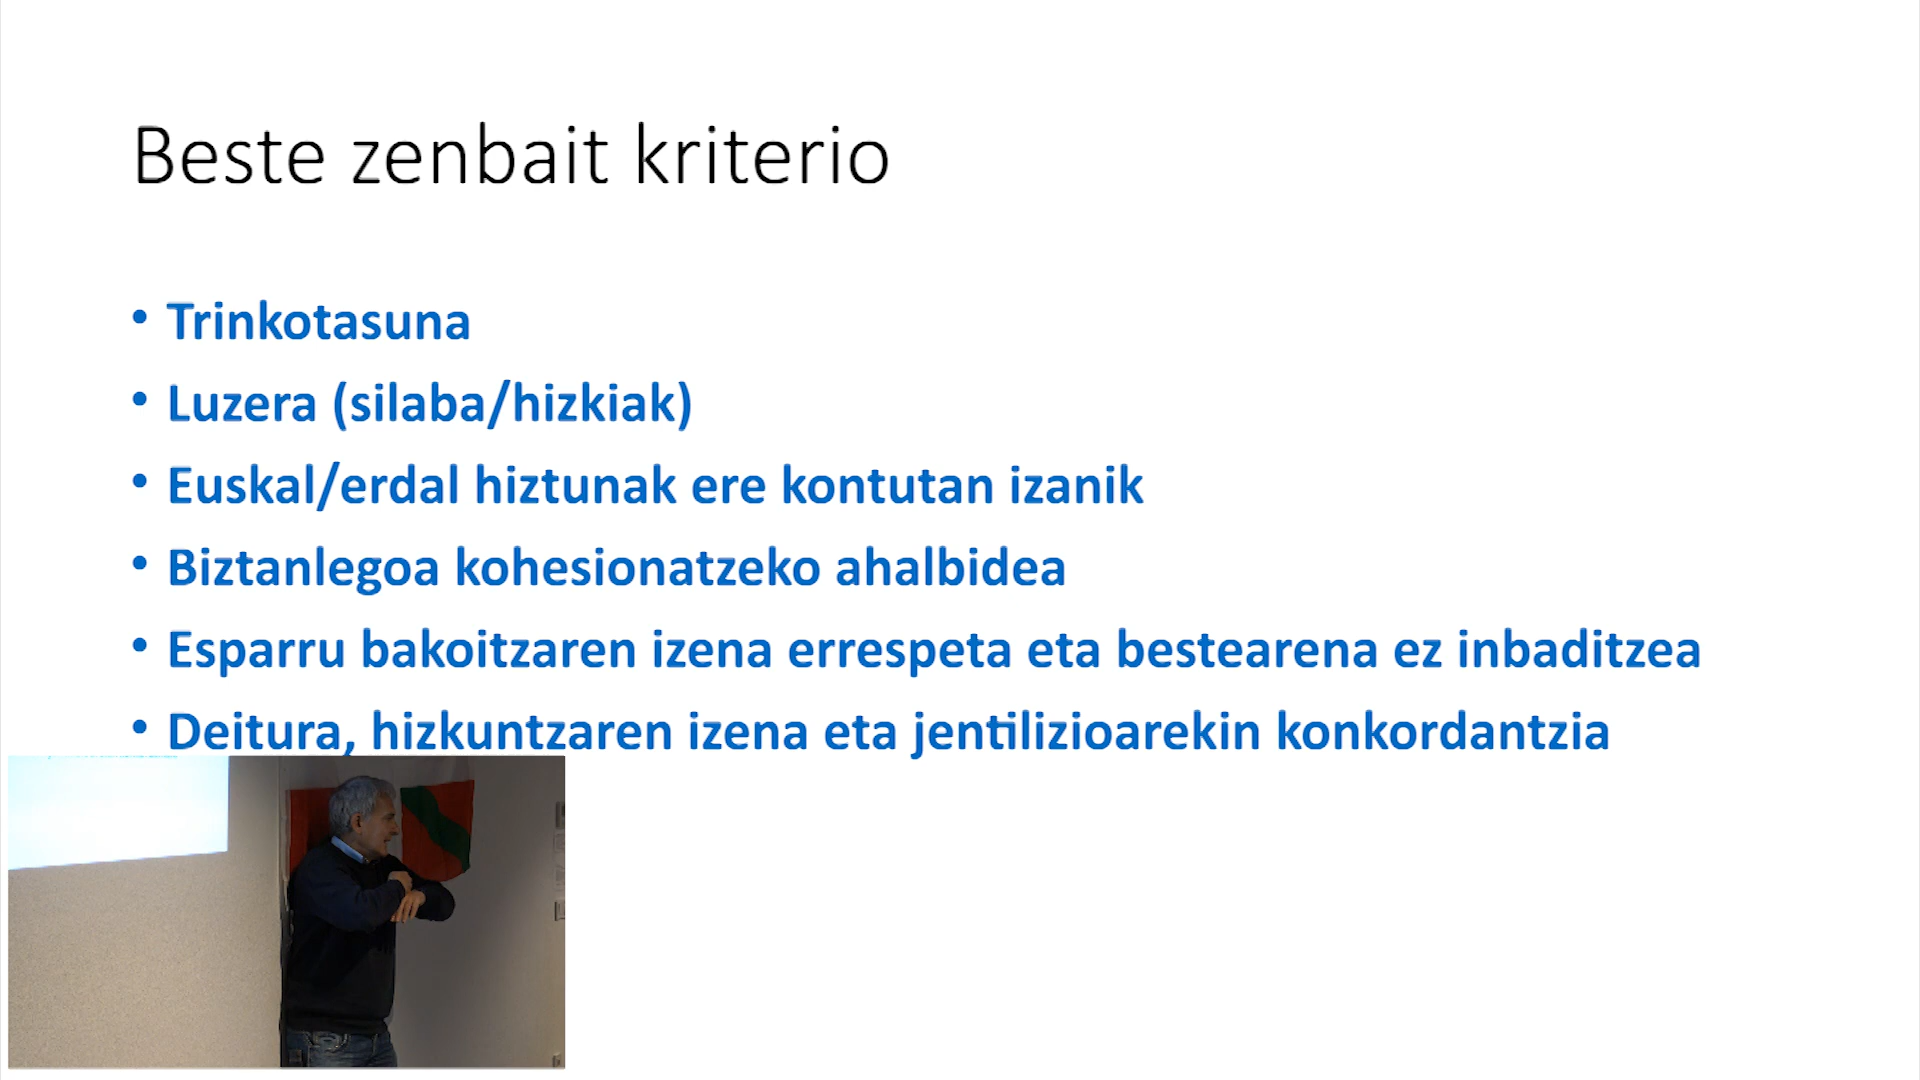 Beste zenbait kriterio
• Trinkotasuna
• Luzera (silaba/hizkiak)
• Euskal/erdal hiztunak ere kontutan izanik
• Biztanlegoa kohesionatzeko ahalbidea
• Esparru bakoitzaren izena errespeta eta bestearena ez inbaditzea
• Deitura, hizkuntzaren izena eta jentilizioarekin konkordantzia